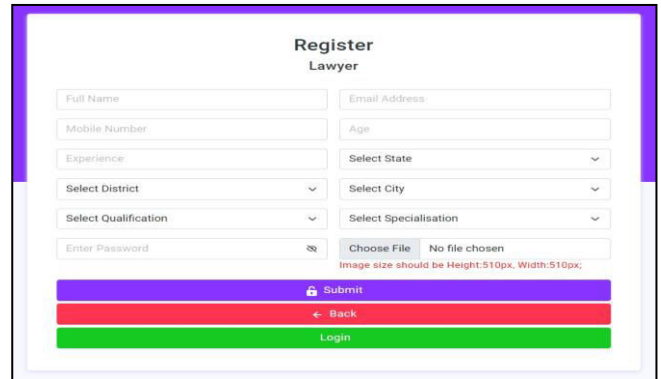 Register
Lawyer
Full Name Email Address
Mobile Number Age
Experience Select State
Select District Select City
Select Qualification Select Specialisation
Enter Password Choose File No file chosen
Image size should be Height:510px, Width:510px;
Submit
Back
Login